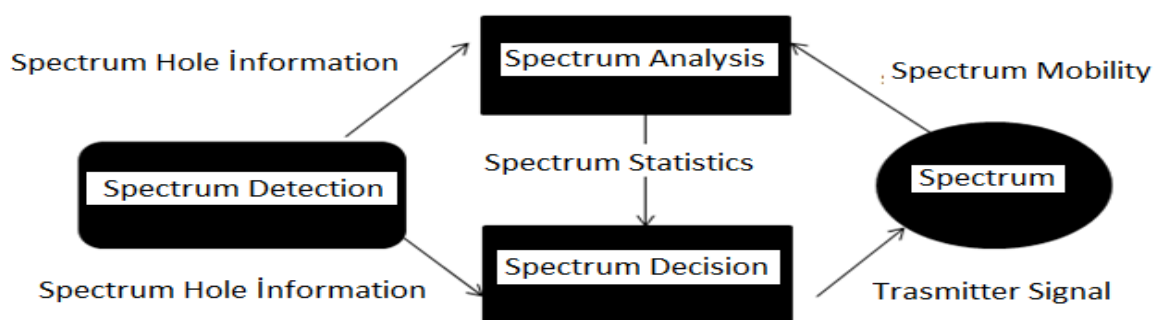 Spectrum Analysis
Spectrum Hole İnformation
Spectrum Mobility
Spectrum Statistics
Spectrum Detection
Spectrum
Spectrum Decision
Spectrum Hole İnformation
Trasmitter Signal